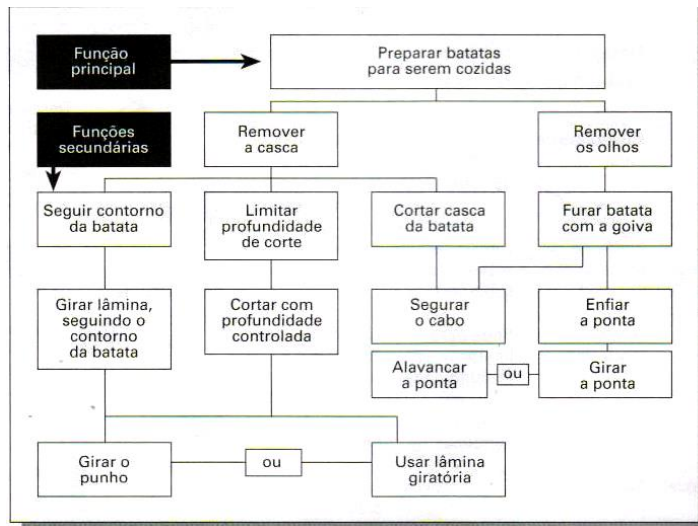 Função
principal
Preparar batatas
para serem cozidas
Funções
secundárias
Remover
a casca
Remover
os olhos
Seguir contorno
da batata
Limitar
profundidade
de corte
Cortar casca
da batata
Furar batata
com a goiva
Girar lâmina,
seguindo o
contorno
da batata
Cortar com
profundidade
controlada
Segurar
o cabo
Enfiar
a ponta
Alavancar
a ponta
ou
Girar
a ponta
Girar o
punho
ou
Usar lâmina
giratória